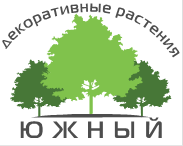 декоративные растения
ЮЖНЫЙ